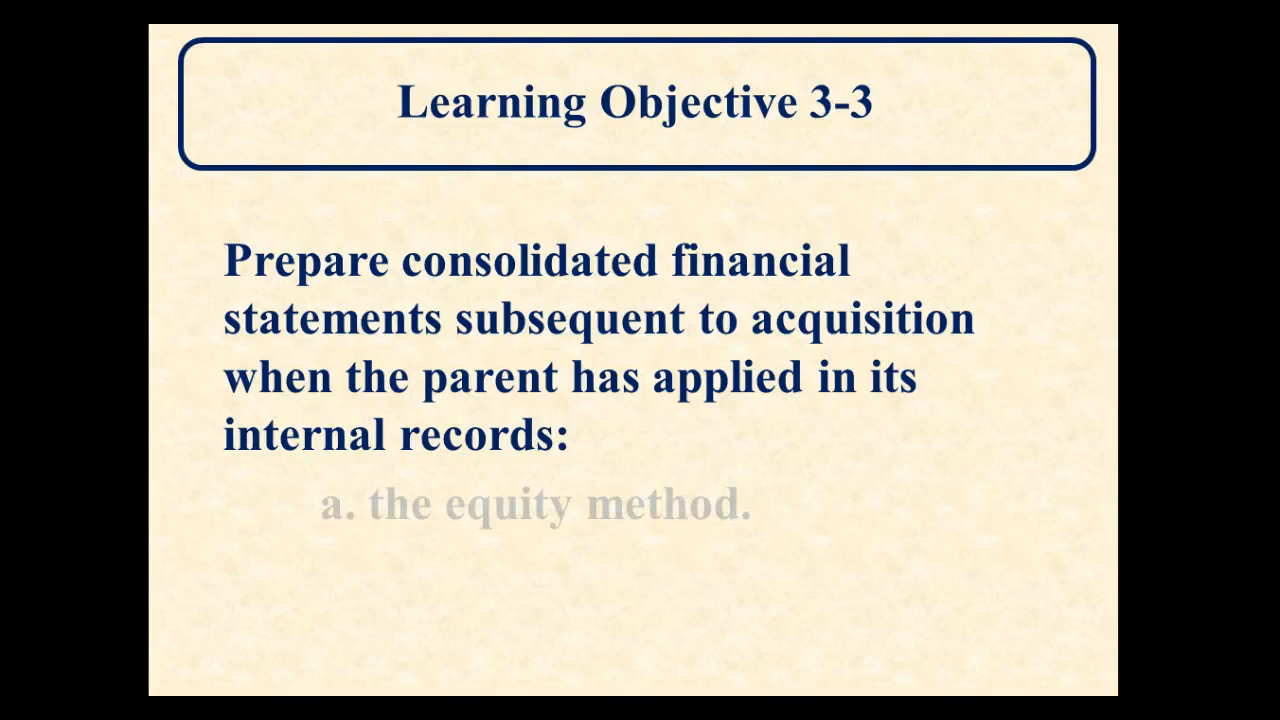 Learning Objective 3-3
Prepare consolidated financial
statements subsequent to acquisition
when the parent has applied in its
internal records:
a. the equity method.